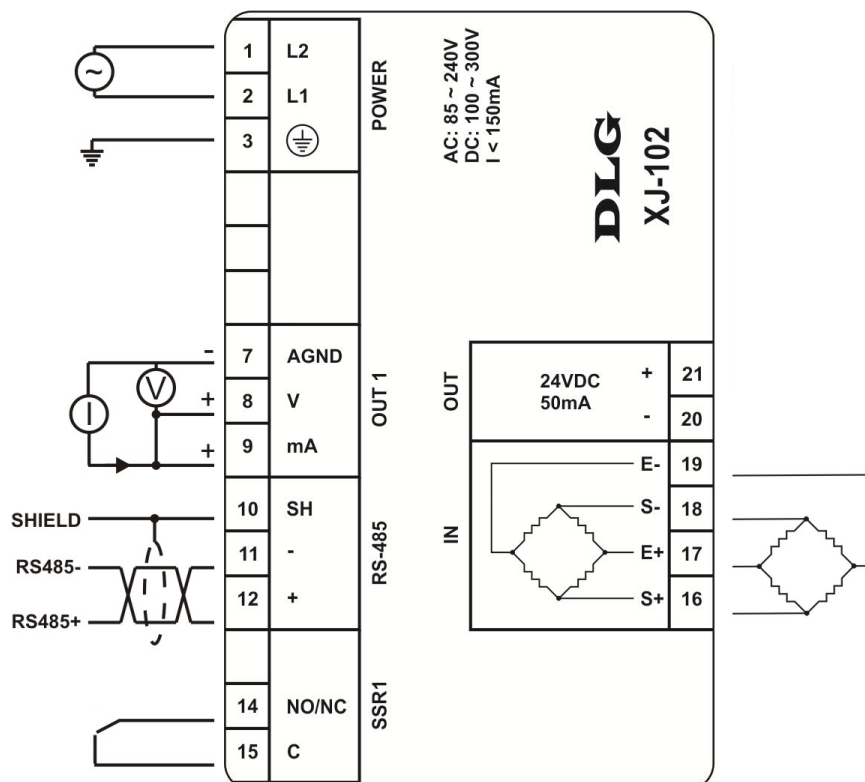 1 L2
2 L1
3
POWER
AC: 85 ~ 240V
DC: 100 ~ 300V
I < 150mA
DLG
XJ-102
~
7 AGND
8 V
9 mA
OUT 1
-
+
+
V
I
10 SH
11 -
12 +
RS-485
SHIELD
RS485-
RS485+
14 NO/NC
15 C
SSR1
OUT
24VDC
50mA
+ 21
- 20
IN
E- 19
S- 18
E+ 17
S+ 16